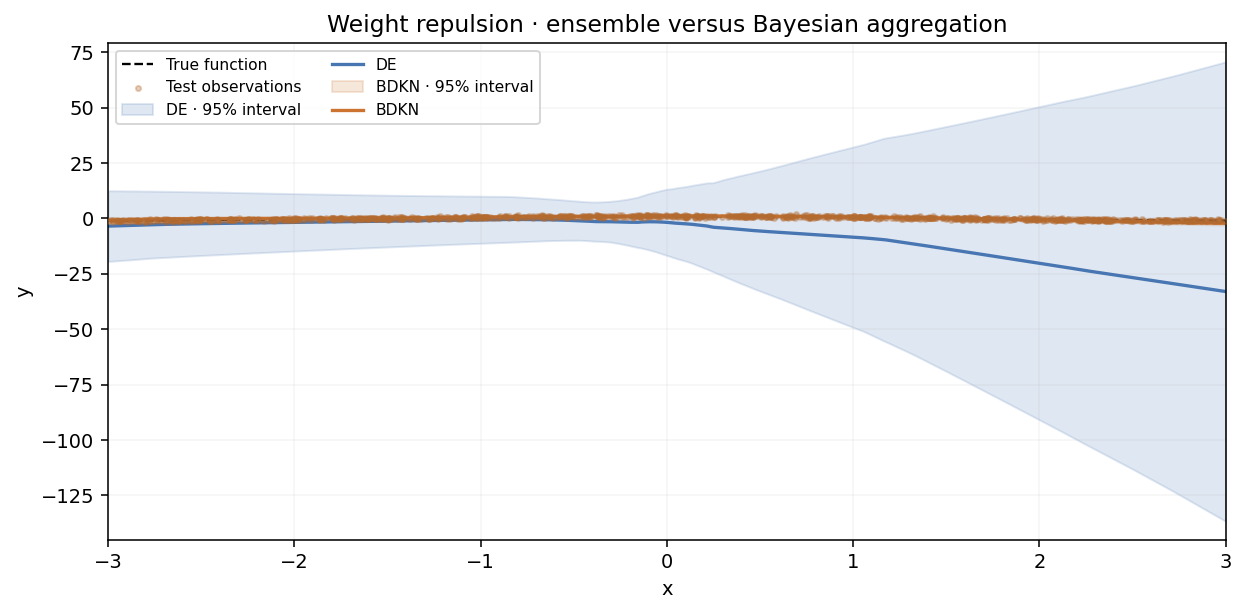 Weight repulsion · ensemble versus Bayesian aggregation
True function
Test observations
DE · 95% interval
DE
BDKN · 95% interval
BDKN
75
50
25
0
−25
−50
−75
−100
−125
y
−3 −2 −1 0 1 2 3
x